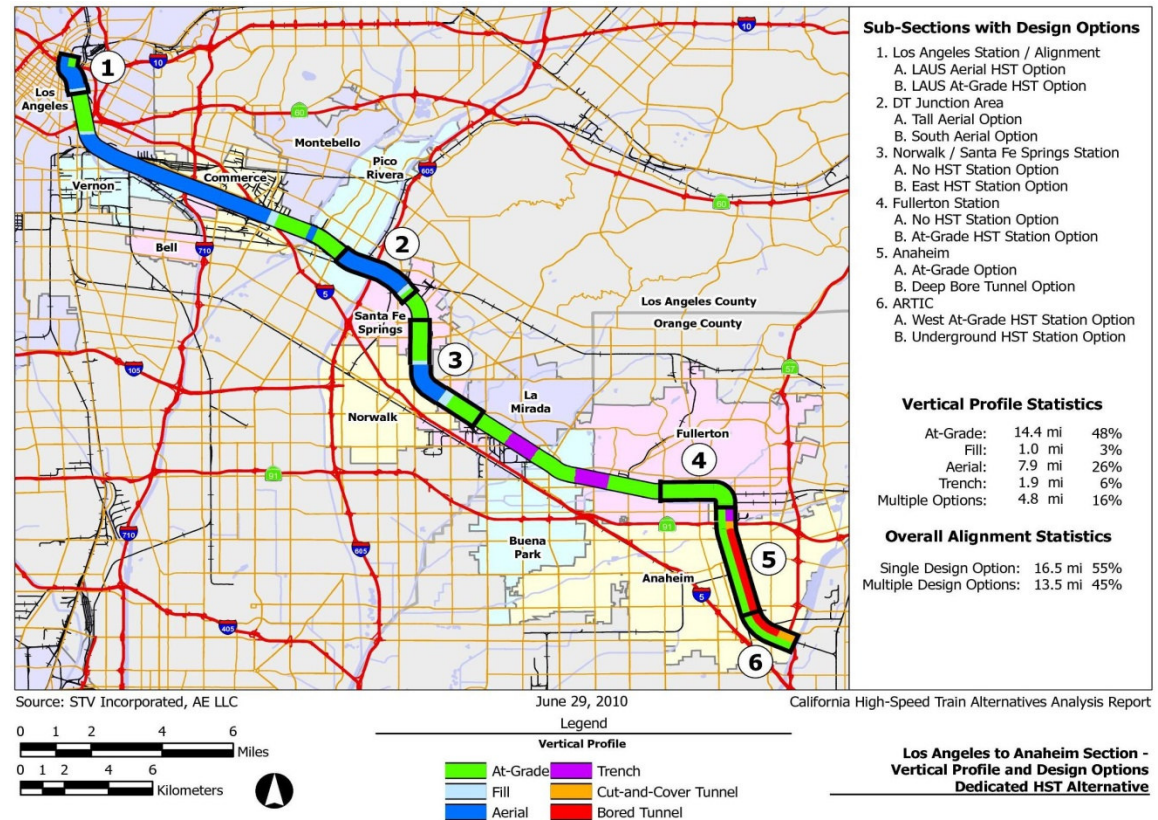 10
10
1
Los
Angeles
60
Montebello
Pico
Rivera
605
Commerce
Vernon
60
Bell
710
2
5
Santa Fe
Springs
Los Angeles County
Orange County
3
57
105
La
Mirada
Norwalk
Fullerton
4
91
91
710
605
Buena
Park
5
Anaheim
5
405
6
Sub-Sections with Design Options
1. Los Angeles Station / Alignment
A. LAUS Aerial HST Option
B. LAUS At-Grade HST Option
2. DT Junction Area
A. Tall Aerial Option
B. South Aerial Option
3. Norwalk / Santa Fe Springs Station
A. No HST Station Option
B. East HST Station Option
4. Fullerton Station
A. No HST Station Option
B. At-Grade HST Station Option
5. Anaheim
A. At-Grade Option
B. Deep Bore Tunnel Option
6. ARTIC
A. West At-Grade HST Station Option
B. Underground HST Station Option
Vertical Profile Statistics
At-Grade: 14.4 mi 48%
Fill: 1.0 mi 3%
Aerial: 7.9 mi 26%
Trench: 1.9 mi 6%
Multiple Options: 4.8 mi 16%
Overall Alignment Statistics
Single Design Option: 16.5 mi 55%
Multiple Design Options: 13.5 mi 45%
Source: STV Incorporated, AE LLC June 29, 2010 California High-Speed Train Alternatives Analysis Report
0 1 2 4 6
Miles
0 1 2 4 6
Kilometers
Legend
Vertical Profile
At-Grade Trench
Fill Cut-and-Cover Tunnel
Aerial Bored Tunnel
Los Angeles to Anaheim Section -
Vertical Profile and Design Options
Dedicated HST Alternative